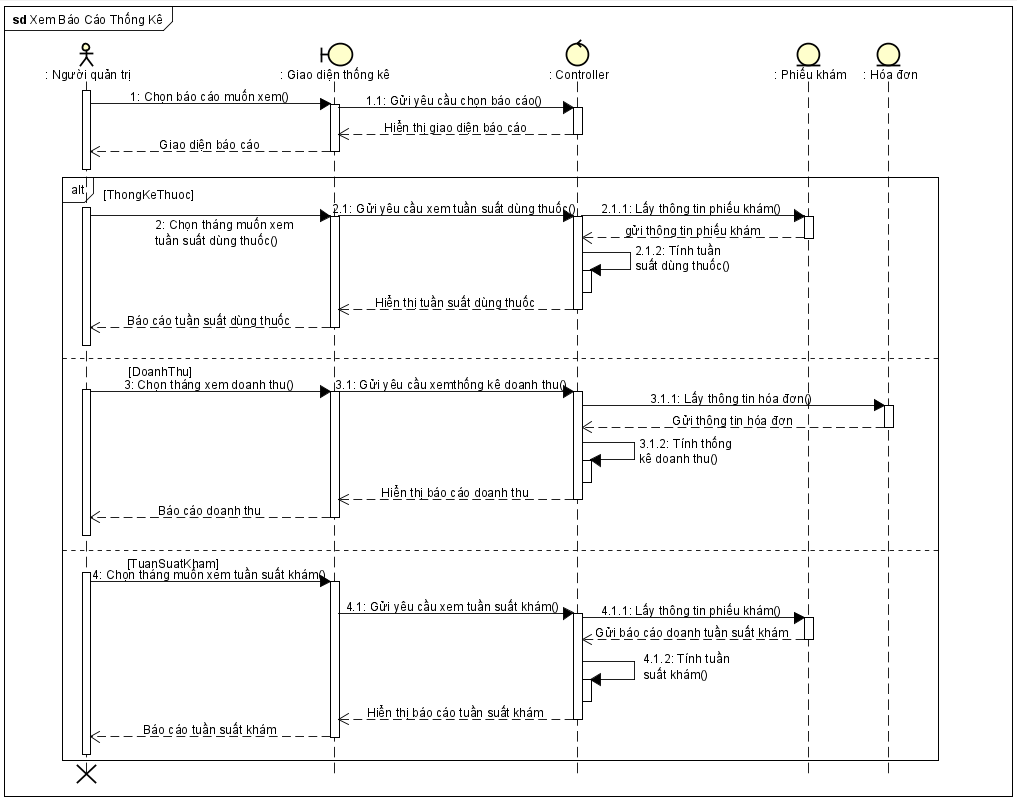 sd Xem Báo Cáo Thống Kê
: Người quản trị
: Giao diện thống kê
: Controller
: Phiếu khám
: Hóa đơn
1: Chọn báo cáo muốn xem()
1.1: Gửi yêu cầu chọn báo cáo()
Hiển thị giao diện báo cáo
Giao diện báo cáo
alt
[ThongKeThuoc]
2: Chọn tháng muốn xem
tuần suất dùng thuốc()
2.1: Gửi yêu cầu xem tuần suất dùng thuốc()
2.1.1: Lấy thông tin phiếu khám()
gửi thông tin phiếu khám
2.1.2: Tính tuần
suất dùng thuốc()
Hiển thị tuần suất dùng thuốc
Báo cáo tuần suất dùng thuốc
[DoanhThu]
3: Chọn tháng xem doanh thu()
3.1: Gửi yêu cầu xemthống kê doanh thu()
3.1.1: Lấy thông tin hóa đơn()
Gửi thông tin hóa đơn
3.1.2: Tính thống
kê doanh thu()
Hiển thị báo cáo doanh thu
Báo cáo doanh thu
[TuanSuatKham]
4: Chọn tháng muốn xem tuần suất khám()
4.1: Gửi yêu cầu xem tuần suất khám()
4.1.1: Lấy thông tin phiếu khám()
Gửi báo cáo doanh tuần suất khám
4.1.2: Tính tuần
suất khám()
Hiển thị báo cáo tuần suất khám
Báo cáo tuần suất khám